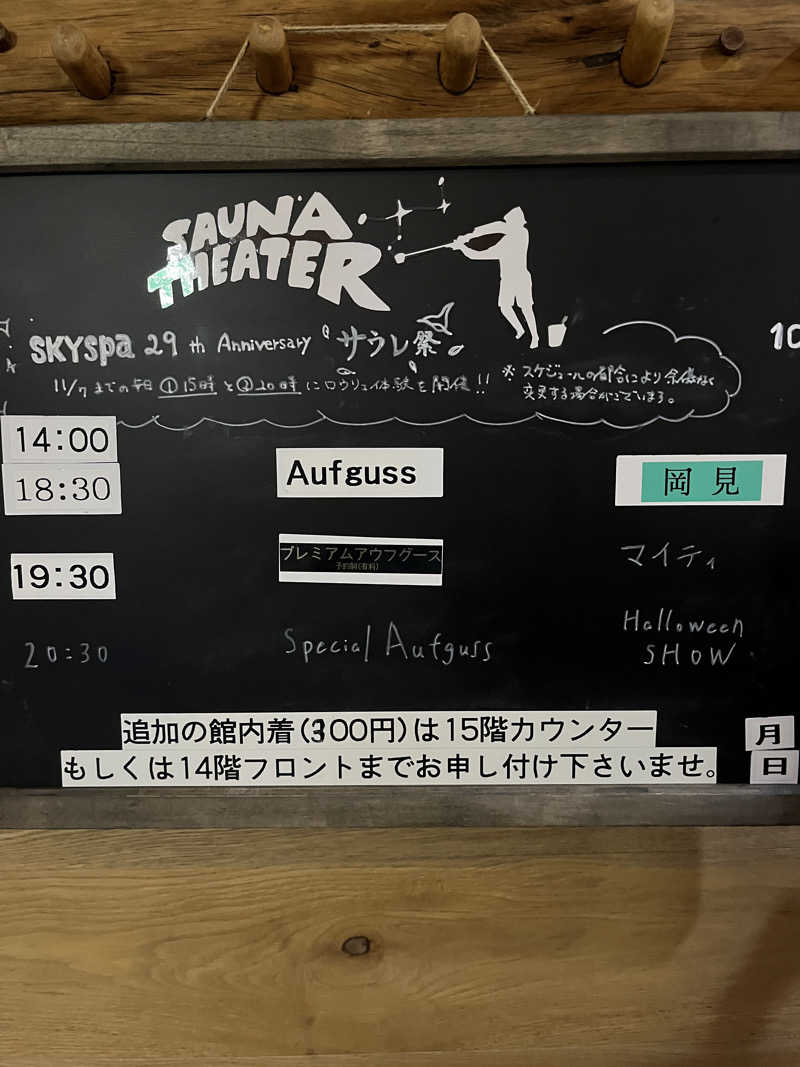 SAUNA
THEATER
SKYSpa 29th Anniversary 『サウレ祭』
10
11/7 までの毎日 ①15時 と ②20時 にロウリュ体験を開催!!
※スケジュールの都合により余儀なく
変更する場合がございます。
14:00
18:30 Aufguss 岡見
19:30 プレミアムアウフグース マイティ
予約制(有料)
20:30 Special Aufguss Halloween
SHOW
追加の館内着(300円)は15階カウンター 月
もしくは14階フロントまでお申し付け下さいませ。 日